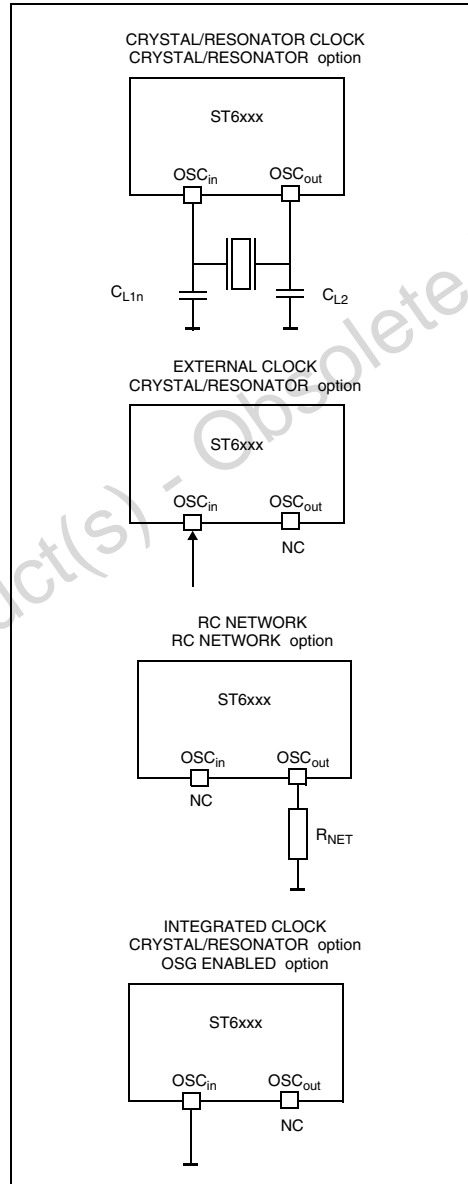 CRYSTAL/RESONATOR CLOCK
CRYSTAL/RESONATOR option
ST6xxx
OSCin OSCout
CL1n CL2
EXTERNAL CLOCK
CRYSTAL/RESONATOR option
ST6xxx
OSCin OSCout
NC
RC NETWORK
RC NETWORK option
ST6xxx
OSCin OSCout
NC
RNET
INTEGRATED CLOCK
CRYSTAL/RESONATOR option
OSG ENABLED option
ST6xxx
OSCin OSCout
NC
duct(s) - Obsolete